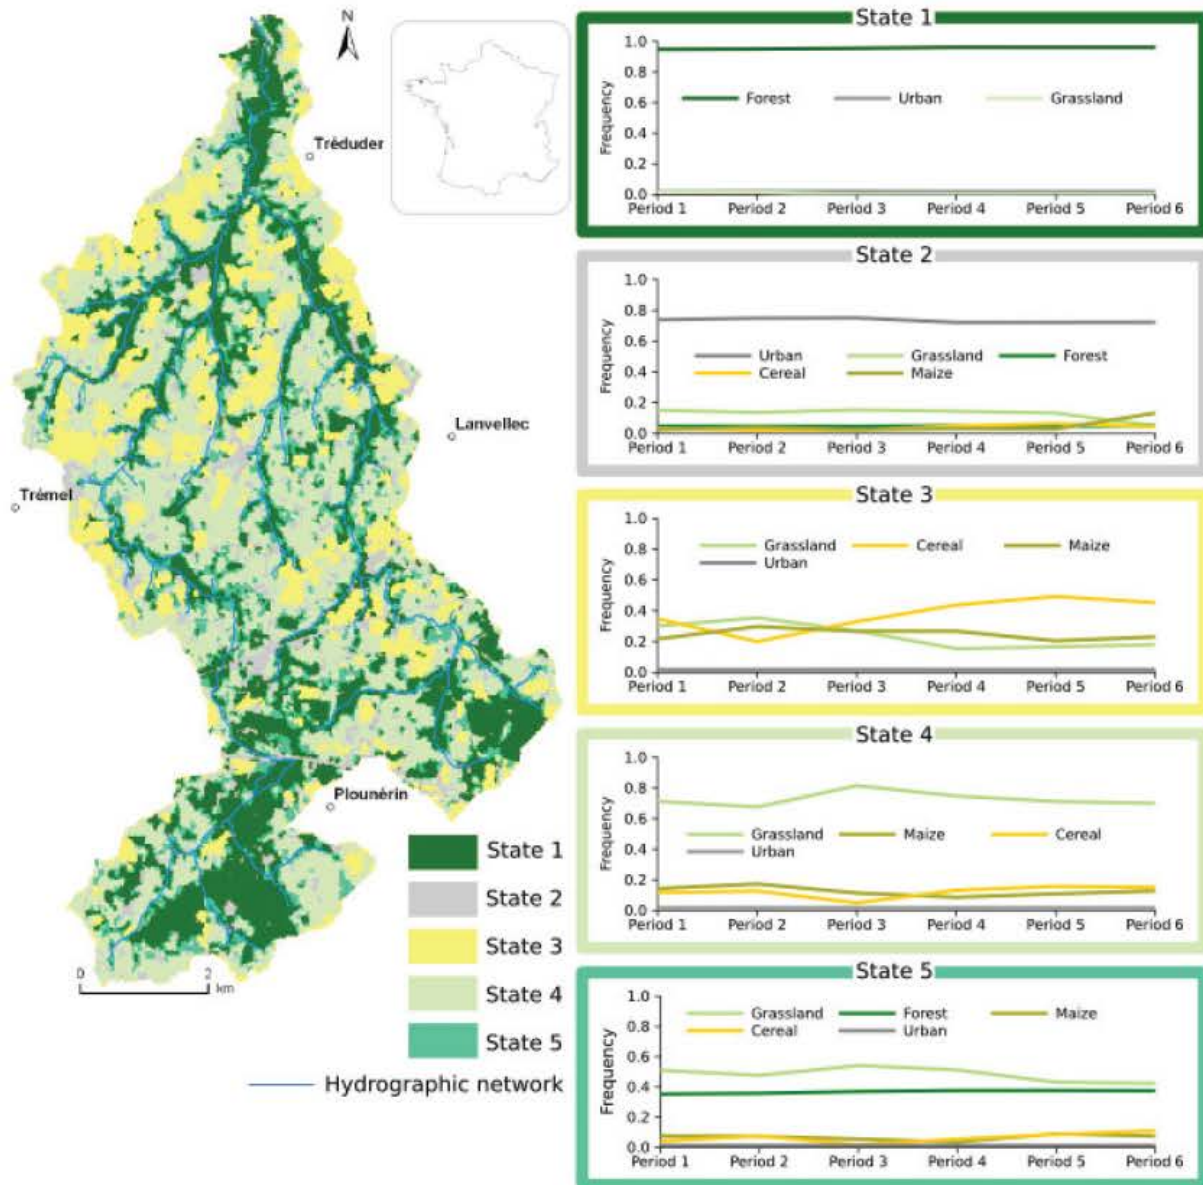 N
Tréduder
Lanvellec
Trémel
Plounérin
0 2
km
State 1
State 2
State 3
State 4
State 5
Hydrographic network
State 1
Frequency
1.0
0.8
0.6
0.4
0.2
0.0
Forest Urban Grassland
Period 1 Period 2 Period 3 Period 4 Period 5 Period 6
State 2
Frequency
1.0
0.8
0.6
0.4
0.2
0.0
Urban Grassland Forest
Cereal Maize
Period 1 Period 2 Period 3 Period 4 Period 5 Period 6
State 3
Frequency
1.0
0.8
0.6
0.4
0.2
0.0
Grassland Cereal Maize
Urban
Period 1 Period 2 Period 3 Period 4 Period 5 Period 6
State 4
Frequency
1.0
0.8
0.6
0.4
0.2
0.0
Grassland Maize Cereal
Urban
Period 1 Period 2 Period 3 Period 4 Period 5 Period 6
State 5
Frequency
1.0
0.8
0.6
0.4
0.2
0.0
Grassland Forest Maize
Cereal Urban
Period 1 Period 2 Period 3 Period 4 Period 5 Period 6